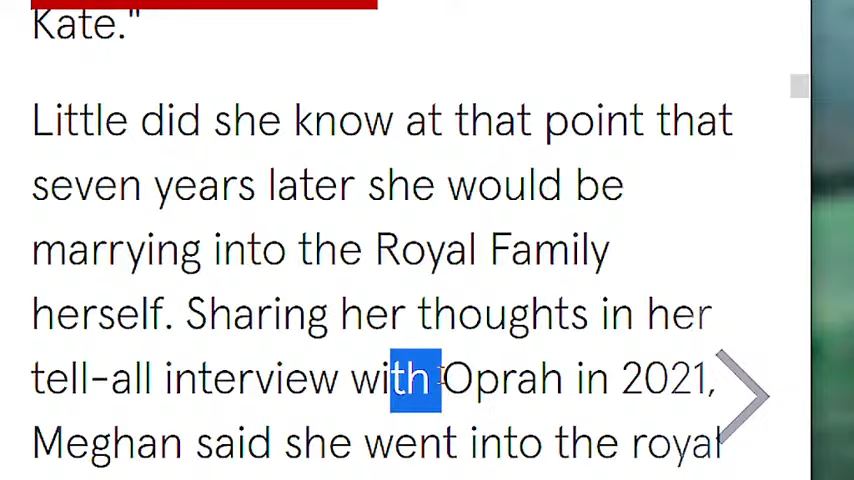 Kate."
Little did she know at that point that
seven years later she would be
marrying into the Royal Family
herself. Sharing her thoughts in her
tell-all interview with Oprah in 2021,
Meghan said she went into the royal